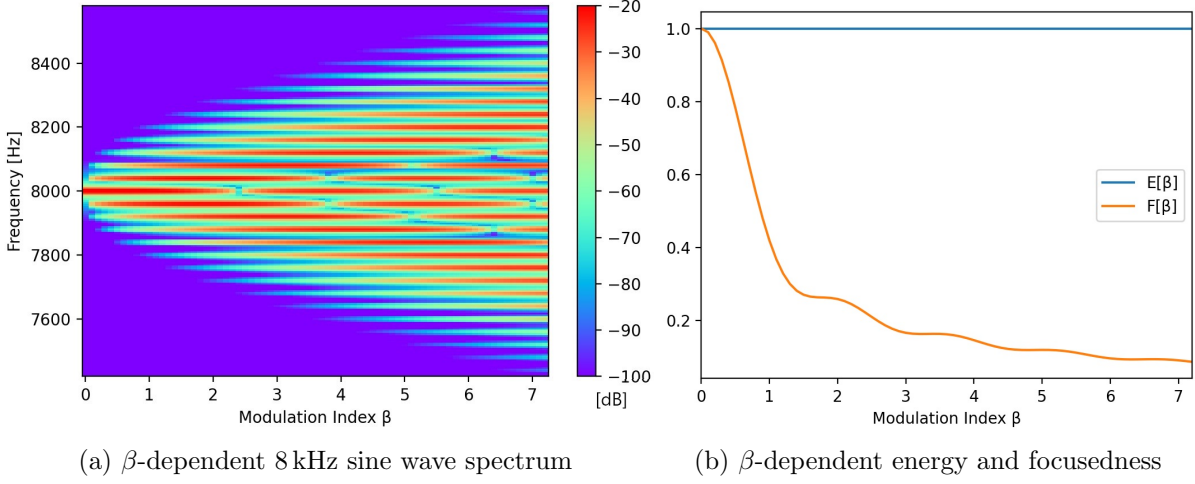 8400
8200
8000
7800
7600
Frequency [Hz]
0 1 2 3 4 5 6 7
Modulation Index β
−20
−30
−40
−50
−60
−70
−80
−90
−100
[dB]
1.0
0.8
0.6
0.4
0.2
0 1 2 3 4 5 6 7
Modulation Index β
E[β]
F[β]
(a) β-dependent 8 kHz sine wave spectrum
(b) β-dependent energy and focusedness